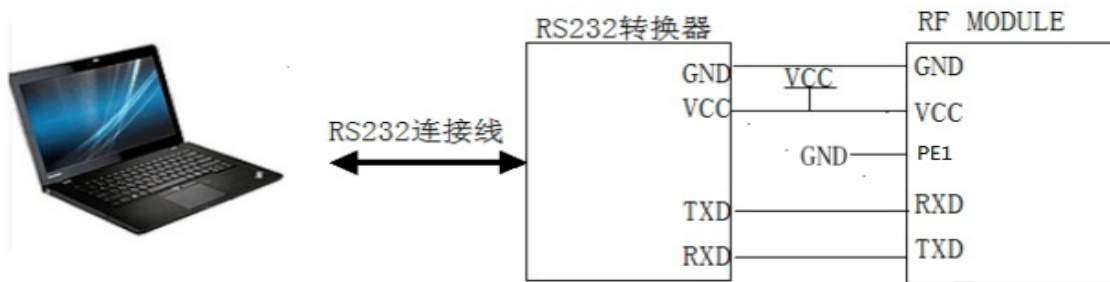 RS232转换器
RF MODULE
GND
VCC
GND
VCC
VCC
RS232连接线
GND
PE1
TXD
RXD
RXD
TXD